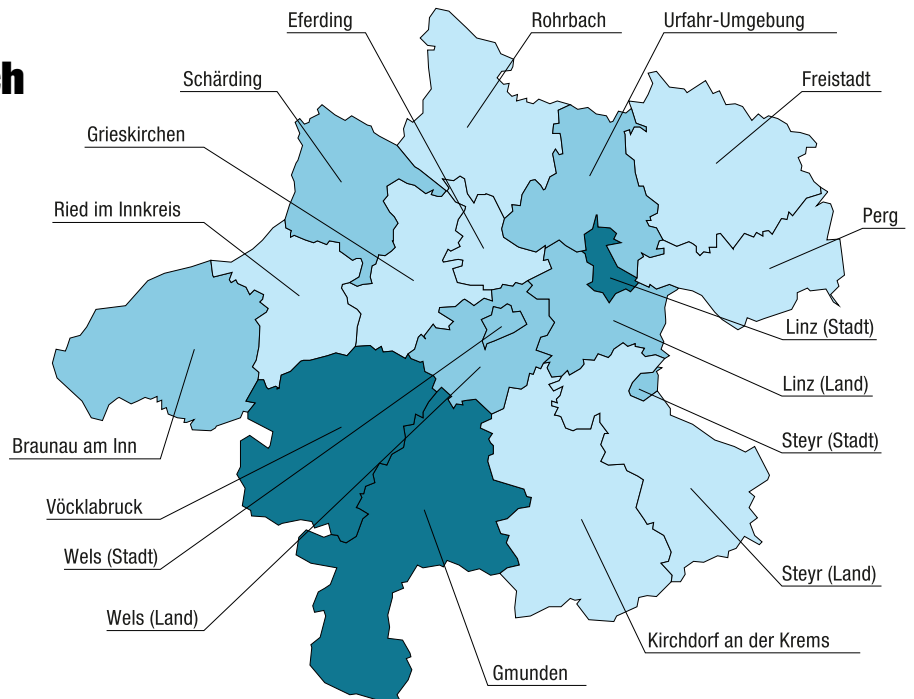 ch
Eferding
Rohrbach
Urfahr-Umgebung
Schärding
Freistadt
Grieskirchen
Ried im Innkreis
Perg
Linz (Stadt)
Linz (Land)
Steyr (Stadt)
Braunau am Inn
Vöcklabruck
Wels (Stadt)
Steyr (Land)
Wels (Land)
Kirchdorf an der Krems
Gmunden